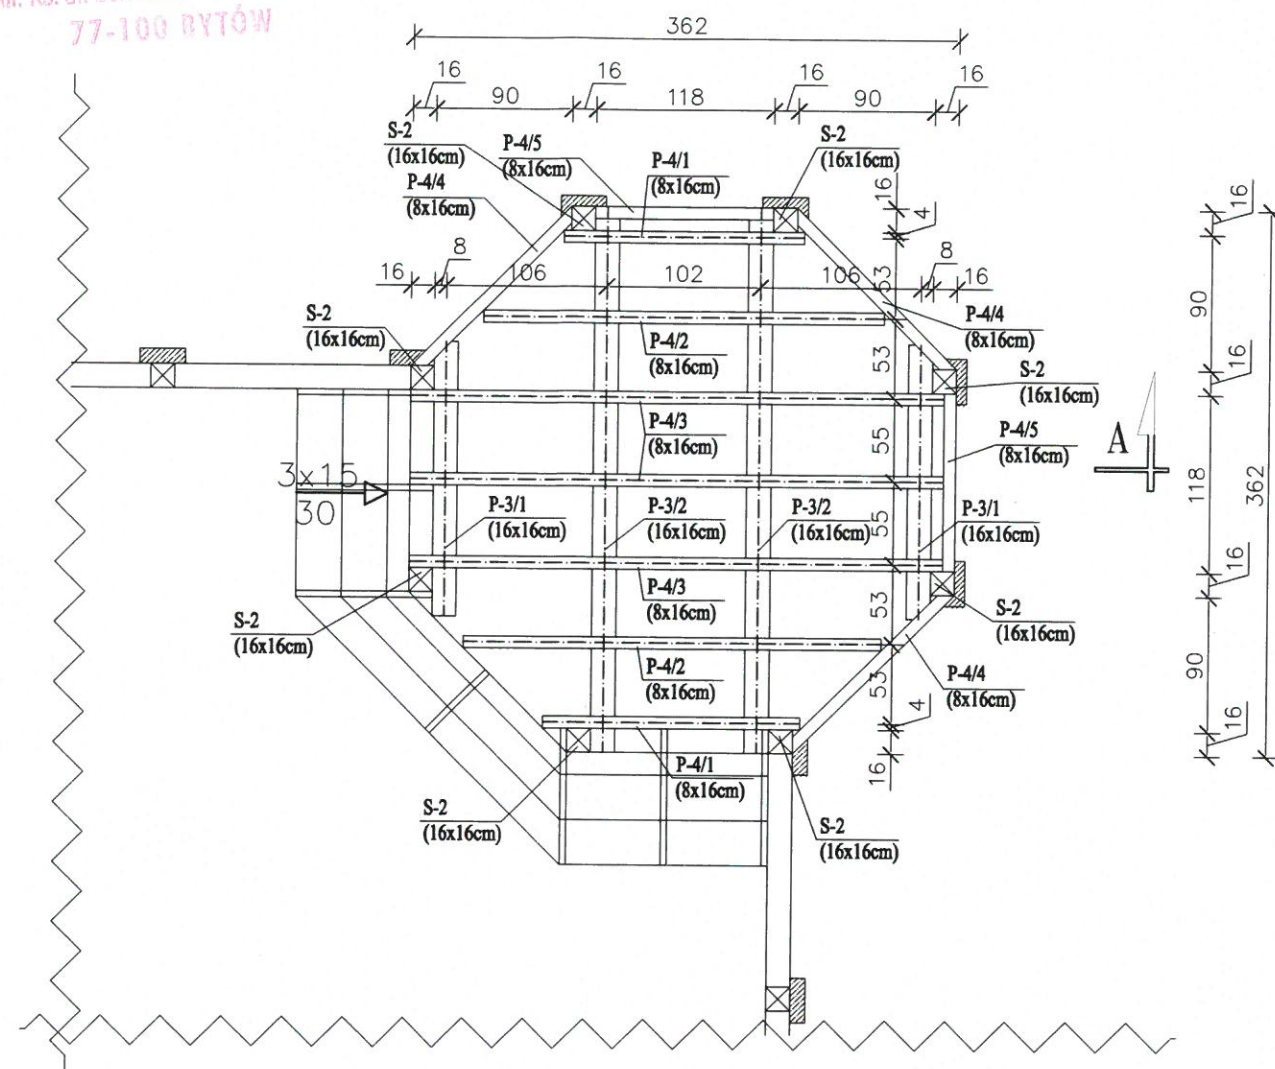 77-100 BYTÓW
362
16
16
16
16
90
118
90
S-2
(16x16cm)
P-4/5
(8x16cm)
P-4/1
(8x16cm)
S-2
(16x16cm)
P-4/4
(8x16cm)
16
4
16
16
8
106
102
106
8
16
53
90
S-2
(16x16cm)
P-4/2
(8x16cm)
P-4/4
(8x16cm)
53
16
S-2
(16x16cm)
P-4/3
(8x16cm)
55
P-4/5
(8x16cm)
A
118
362
3x15
30
P-3/1
(16x16cm)
P-3/2
(16x16cm)
P-3/2
(16x16cm)
55
P-3/1
(16x16cm)
16
P-4/3
(8x16cm)
S-2
(16x16cm)
S-2
(16x16cm)
53
P-4/2
(8x16cm)
P-4/4
(8x16cm)
90
53
4
16
16
P-4/1
(8x16cm)
S-2
(16x16cm)
S-2
(16x16cm)